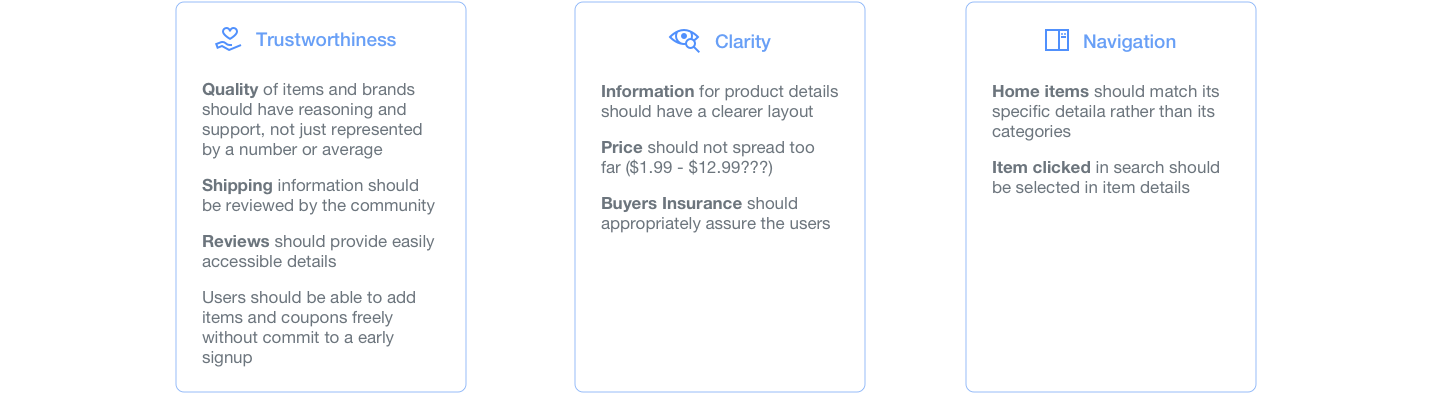 Trustworthiness
Quality of items and brands
should have reasoning and
support, not just represented
by a number or average
Shipping information should
be reviewed by the community
Reviews should provide easily
accessible details
Users should be able to add
items and coupons freely
without commit to a early
signup
Clarity
Information for product details
should have a clearer layout
Price should not spread too
far ($1.99 - $12.99???)
Buyers Insurance should
appropriately assure the users
Navigation
Home items should match its
specific detaila rather than its
categories
Item clicked in search should
be selected in item details